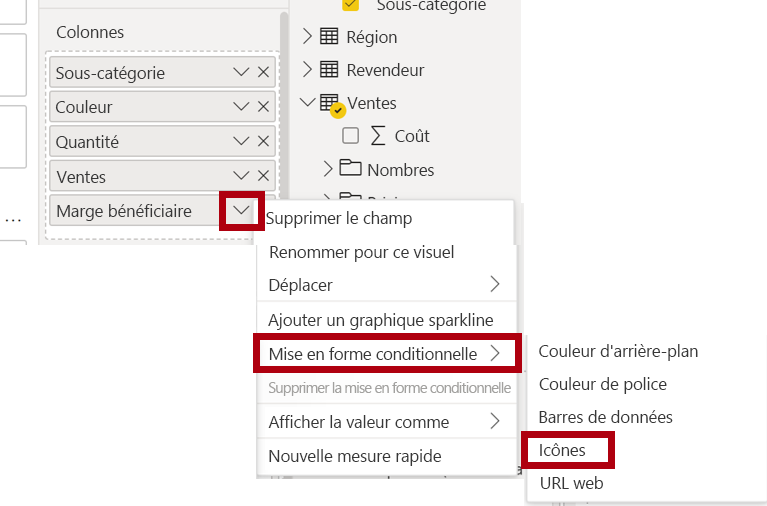 Colonnes
Sous-catégorie
Couleur
Quantité
Ventes
Marge bénéficiaire
...
Sous-catégorie
Région
Revendeur
Ventes
Coût
Nombres
Supprimer le champ
Renommer pour ce visuel
Déplacer
Ajouter un graphique sparkline
Mise en forme conditionnelle
Supprimer la mise en forme conditionnelle
Afficher la valeur comme
Nouvelle mesure rapide
Couleur d'arrière-plan
Couleur de police
Barres de données
Icônes
URL web